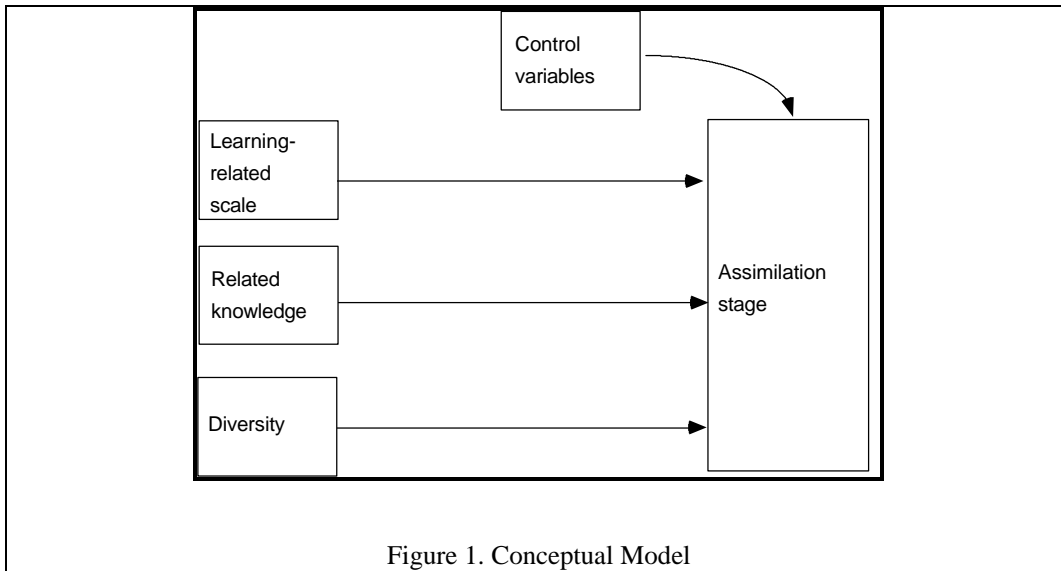 Control
variables
Learning-
related
scale
Related
knowledge
Assimilation
stage
Diversity
Figure 1. Conceptual Model